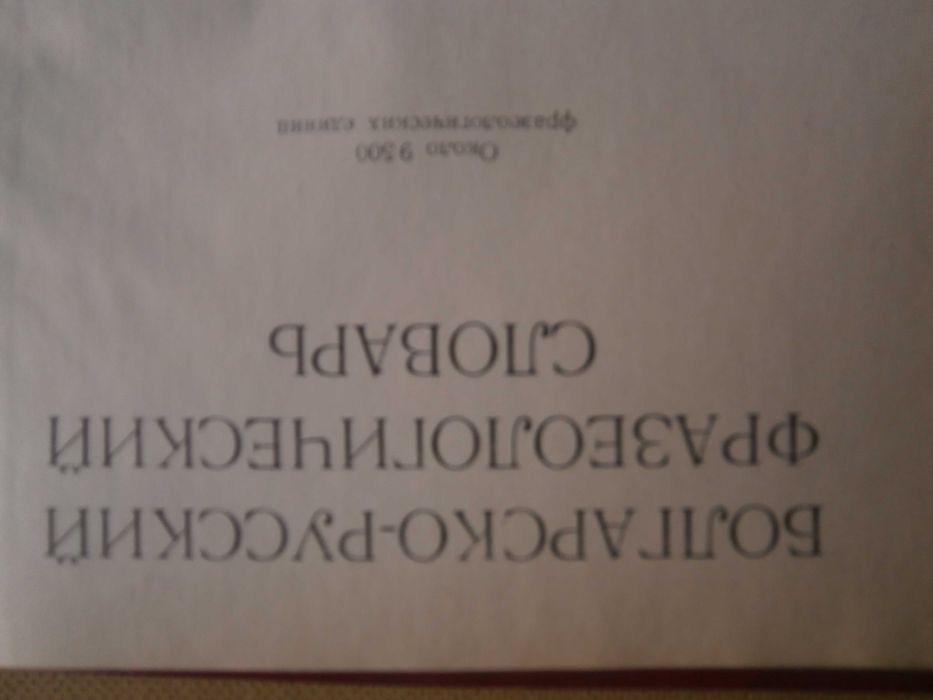 БОЛГАРСКО-РУССКИЙ
ФРАЗЕОЛОГИЧЕСКИЙ
СЛОВАРЬ
Около 9 500
фразеологических единиц